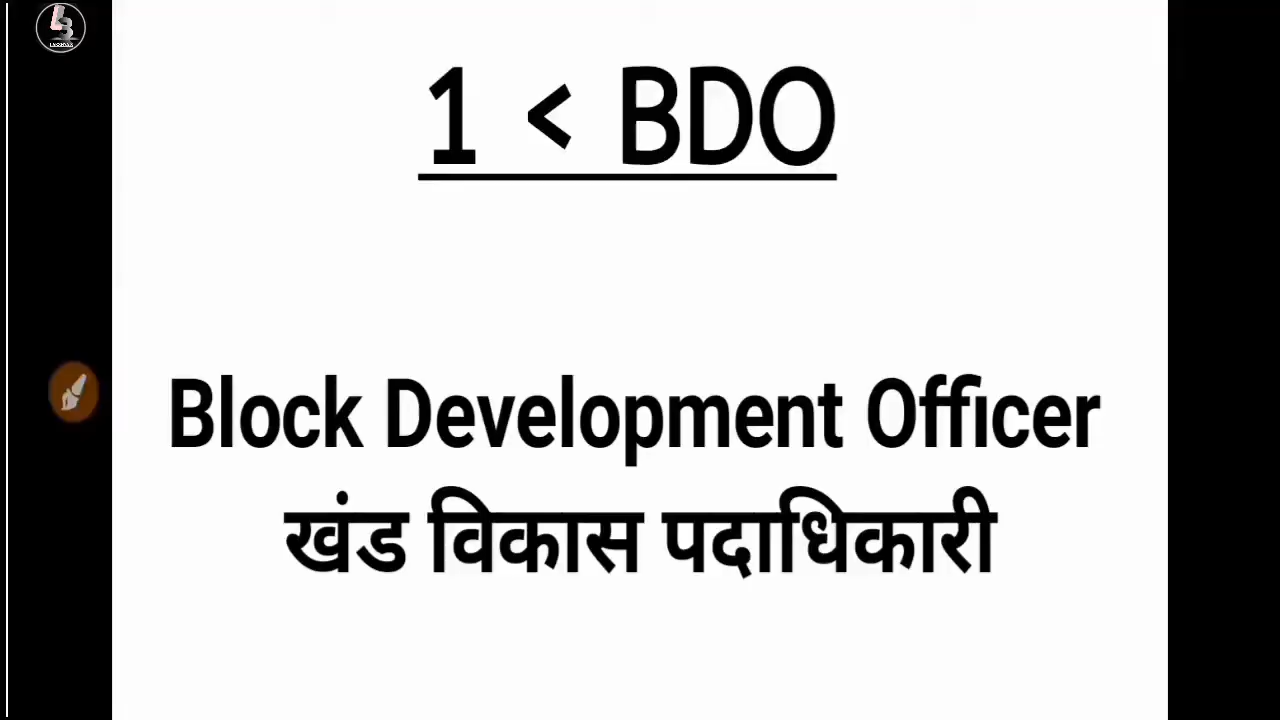 1 < BDO
Block Development Officer
खंड विकास पदाधिकारी